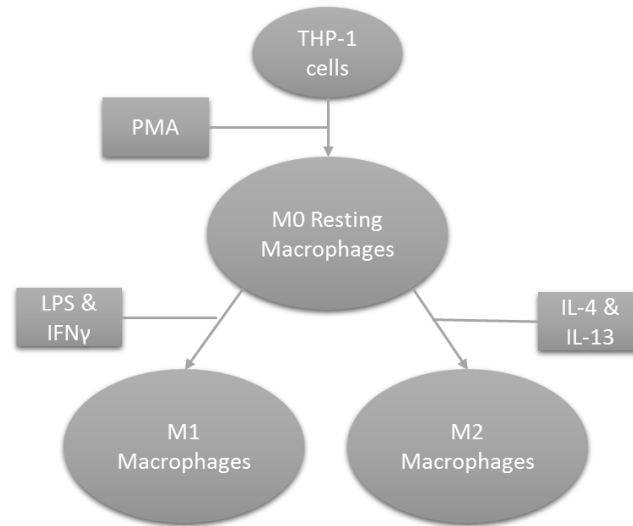 THP-1
cells
PMA
M0 Resting
Macrophages
LPS &
IFNγ
IL-4 &
IL-13
M1
Macrophages
M2
Macrophages